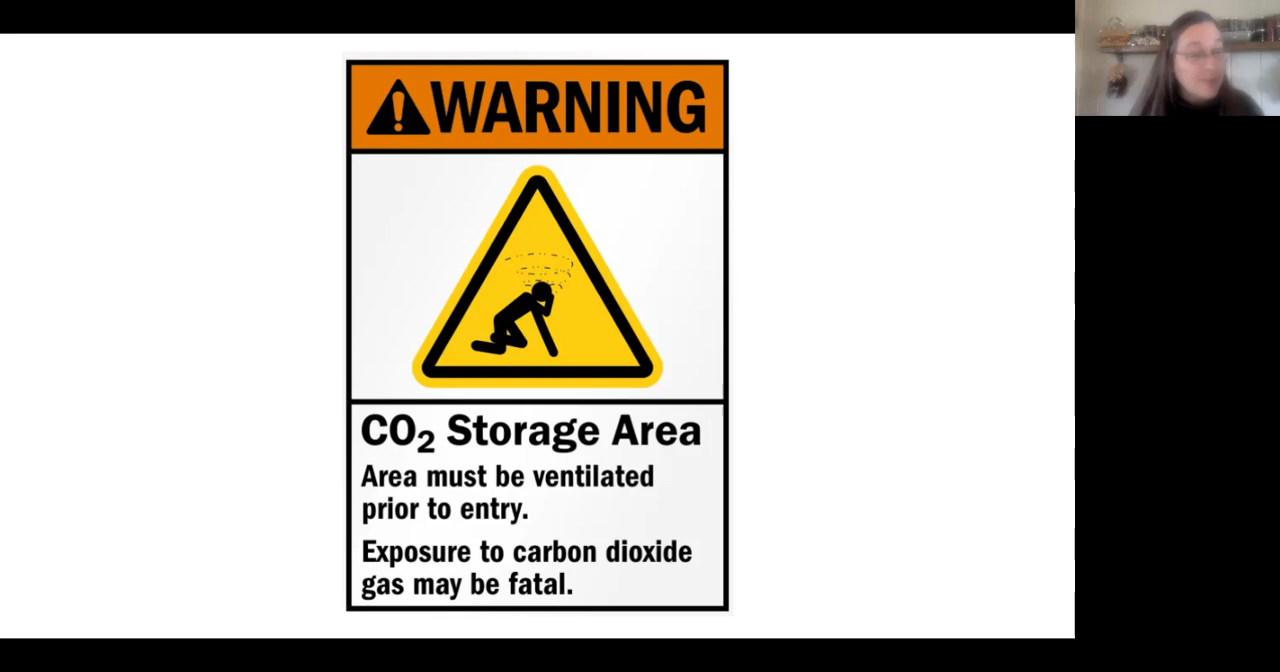 WARNING
CO₂ Storage Area
Area must be ventilated
prior to entry.
Exposure to carbon dioxide
gas may be fatal.